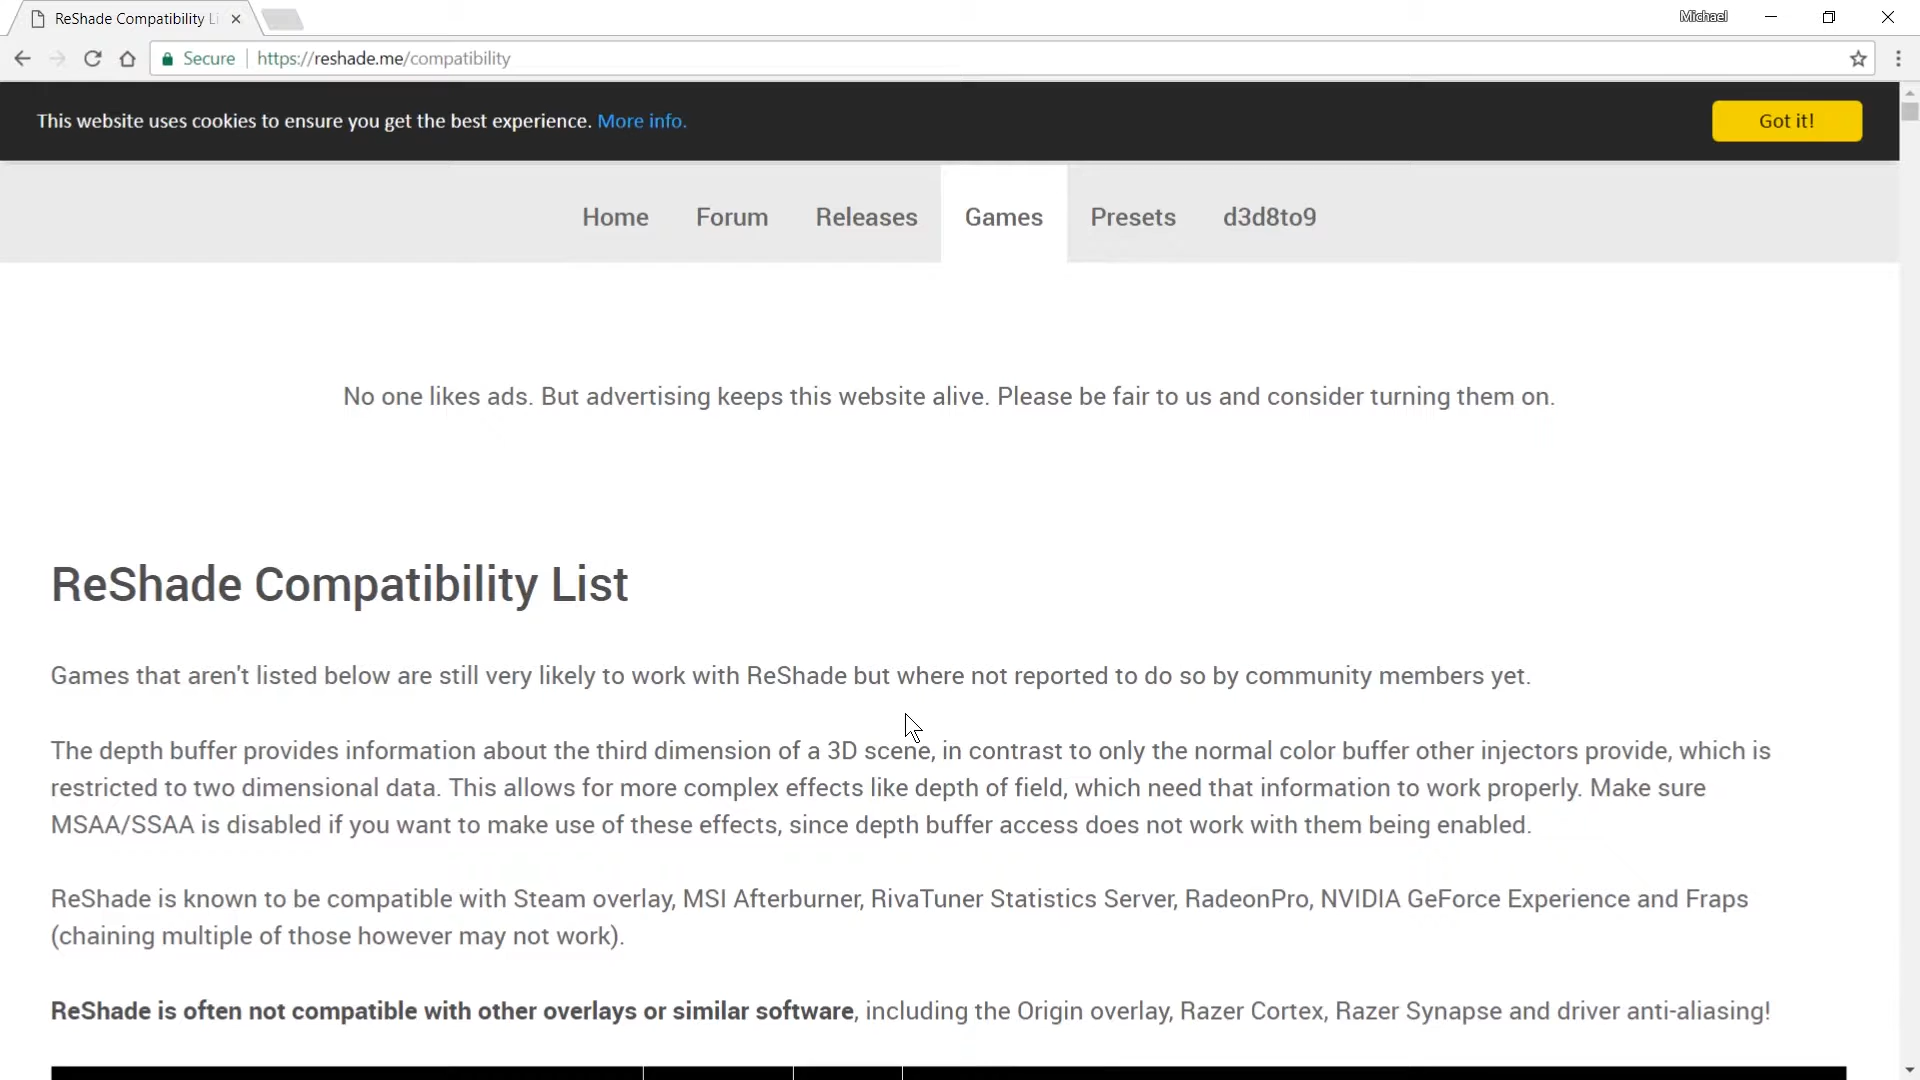 ReShade Compatibility Li
Michael
Secure
https://reshade.me/compatibility
This website uses cookies to ensure you get the best experience. More info.
Got it!
Home
Forum
Releases
Games
Presets
d3d8to9
No one likes ads. But advertising keeps this website alive. Please be fair to us and consider turning them on.
ReShade Compatibility List
Games that aren't listed below are still very likely to work with ReShade but where not reported to do so by community members yet.
The depth buffer provides information about the third dimension of a 3D scene, in contrast to only the normal color buffer other injectors provide, which is
restricted to two dimensional data. This allows for more complex effects like depth of field, which need that information to work properly. Make sure
MSAA/SSAA is disabled if you want to make use of these effects, since depth buffer access does not work with them being enabled.
ReShade is known to be compatible with Steam overlay, MSI Afterburner, RivaTuner Statistics Server, RadeonPro, NVIDIA GeForce Experience and Fraps
(chaining multiple of those however may not work).
ReShade is often not compatible with other overlays or similar software, including the Origin overlay, Razer Cortex, Razer Synapse and driver anti-aliasing!